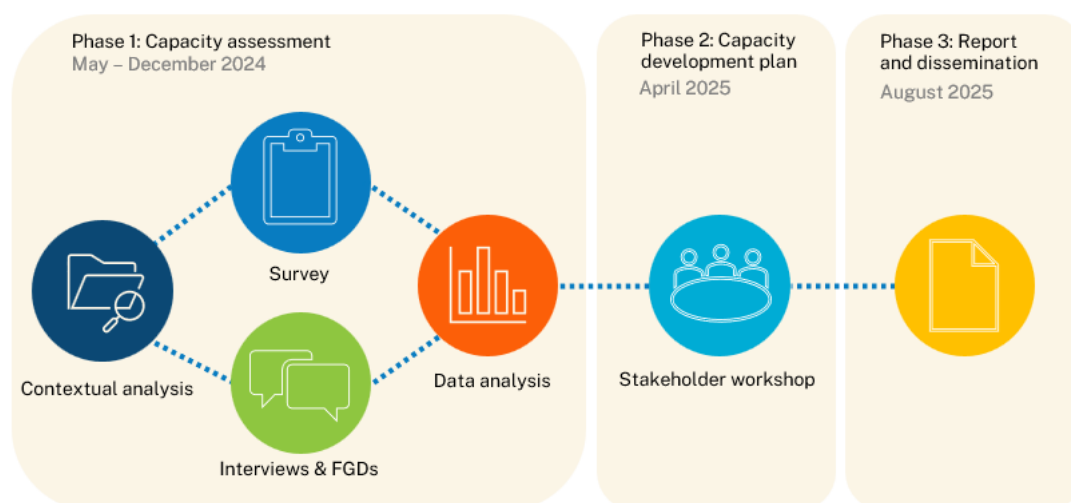 Phase 1: Capacity assessment
May – December 2024
Survey
Contextual analysis
Interviews & FGDs
Data analysis
Phase 2: Capacity
development plan
April 2025
Stakeholder workshop
Phase 3: Report
and dissemination
August 2025